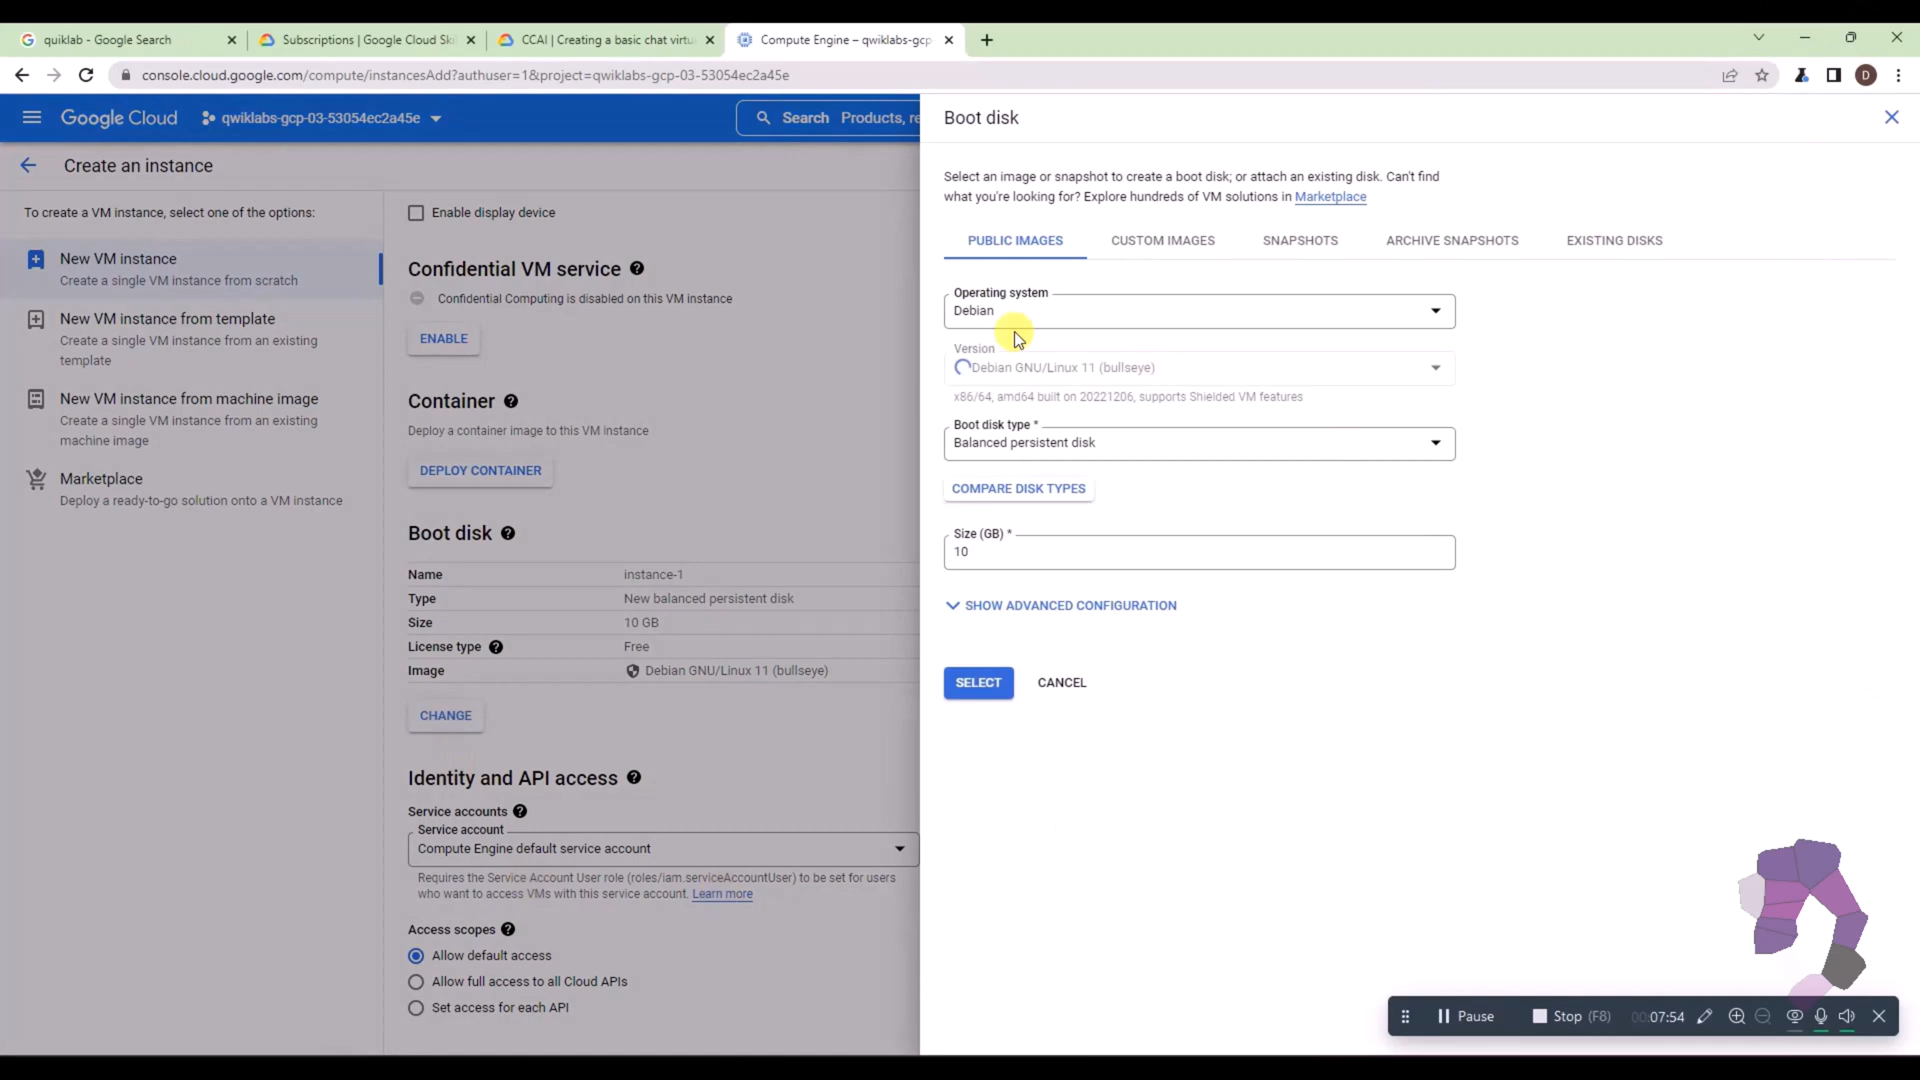 quiklab - Google Search
Subscriptions | Google Cloud Ski
CCAI | Creating a basic chat virtu
Compute Engine – qwiklabs-gcp-
console.cloud.google.com/compute/instancesAdd?authuser=1&project=qwiklabs-gcp-03-53054ec2a45e
D
Google Cloud
qwiklabs-gcp-03-53054ec2a45e
Search Products, re
Create an instance
To create a VM instance, select one of the options:
New VM instance
Create a single VM instance from scratch
New VM instance from template
Create a single VM instance from an existing
template
New VM instance from machine image
Create a single VM instance from an existing
machine image
Marketplace
Deploy a ready-to-go solution onto a VM instance
Enable display device
Confidential VM service
Confidential Computing is disabled on this VM instance
ENABLE
Container
Deploy a container image to this VM instance
DEPLOY CONTAINER
Boot disk
Name instance-1
Type New balanced persistent disk
Size 10 GB
License type Free
Image Debian GNU/Linux 11 (bullseye)
CHANGE
Identity and API access
Service accounts
Service account
Compute Engine default service account
Requires the Service Account User role (roles/iam.serviceAccountUser) to be set for users
who want to access VMs with this service account. Learn more
Access scopes
Allow default access
Allow full access to all Cloud APIs
Set access for each API
Boot disk
Select an image or snapshot to create a boot disk; or attach an existing disk. Can't find
what you're looking for? Explore hundreds of VM solutions in Marketplace
PUBLIC IMAGES CUSTOM IMAGES SNAPSHOTS ARCHIVE SNAPSHOTS EXISTING DISKS
Operating system
Debian
Version
Debian GNU/Linux 11 (bullseye)
x86/64, amd64 built on 20221206, supports Shielded VM features
Boot disk type *
Balanced persistent disk
COMPARE DISK TYPES
Size (GB) *
10
SHOW ADVANCED CONFIGURATION
SELECT CANCEL
Pause Stop (F8) 00:07:54